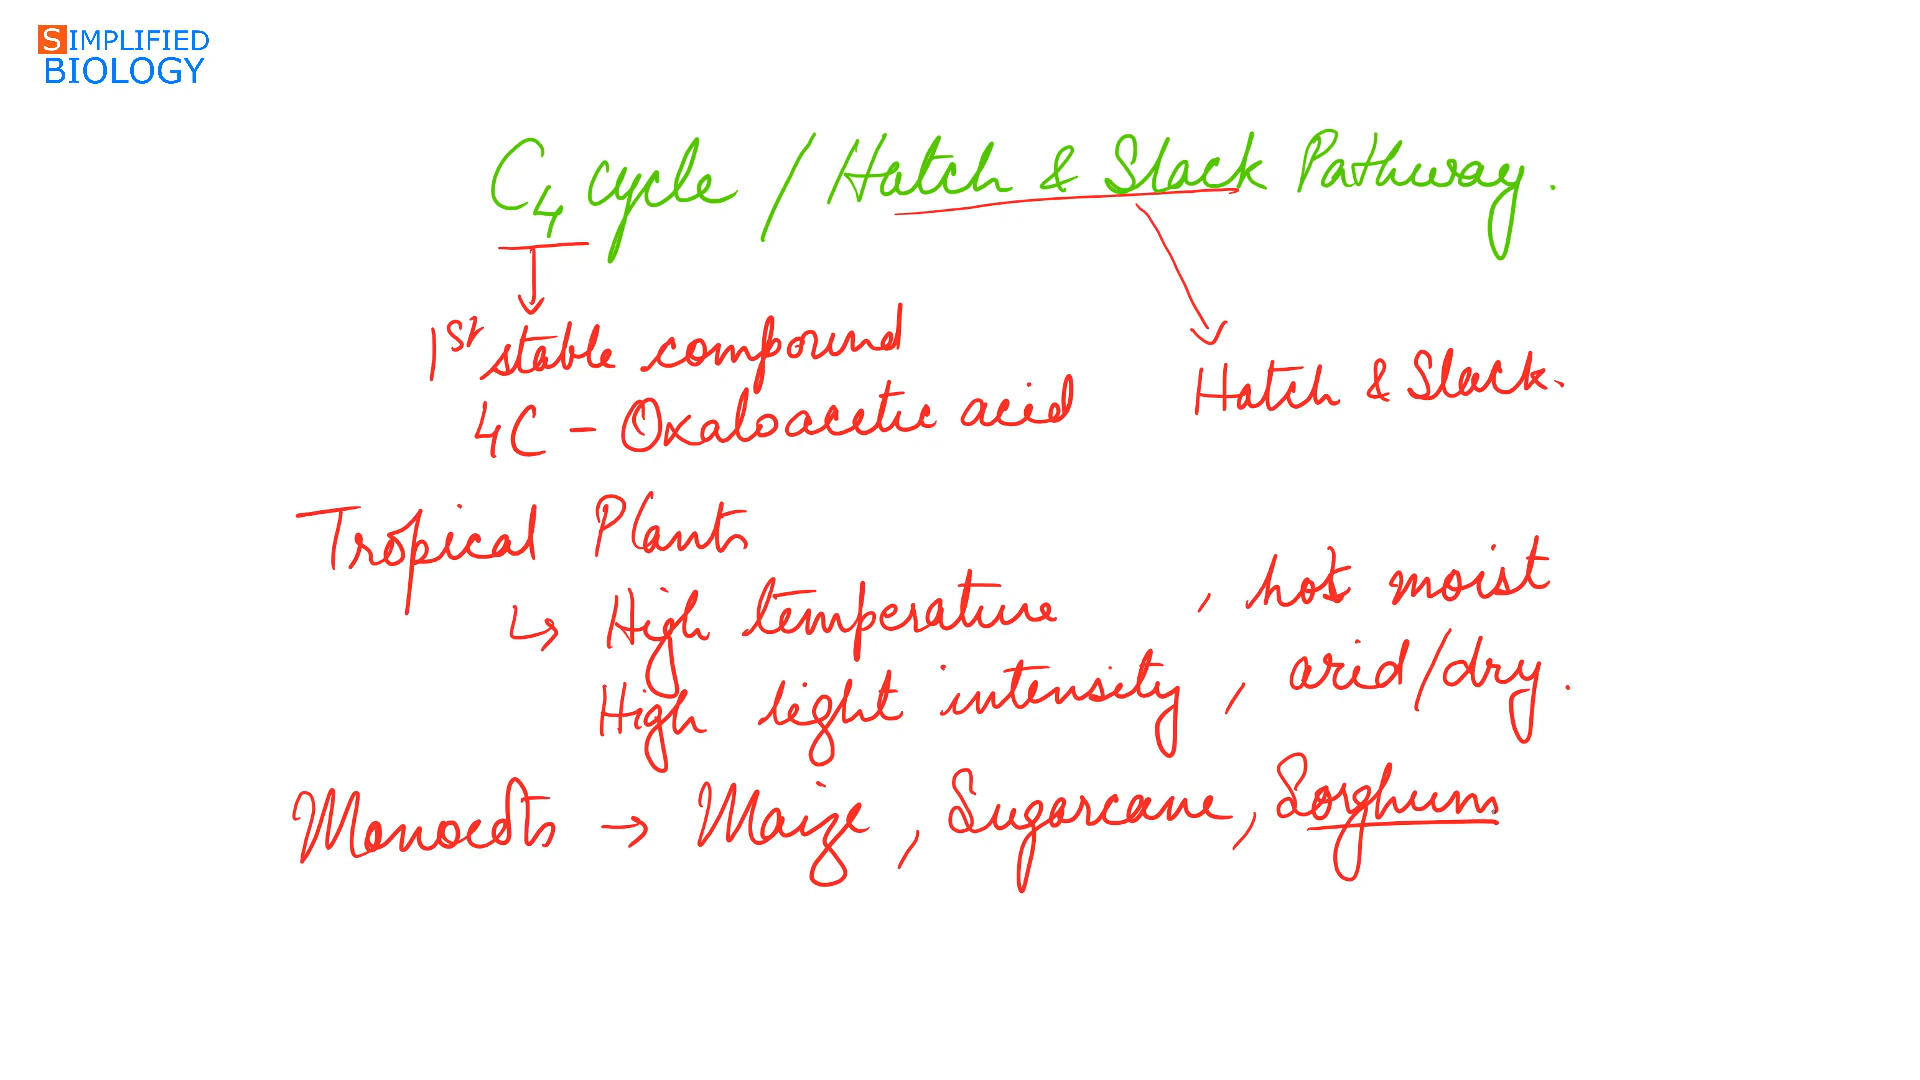 SIMPLIFIED
BIOLOGY
C4 cycle / Hatch & Slack Pathway.
1st stable compound
4C - Oxaloacetic acid
Hatch & Slack.
Tropical Plants
↳ High temperature , hot moist
High light intensity , arid/dry.
Monocots → Maize, Sugarcane, Sorghum